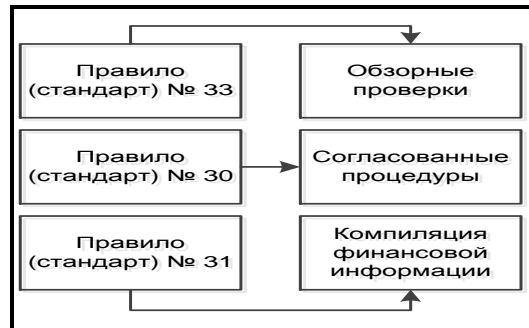 Правило
(стандарт) № 33
Обзорные
проверки
Правило
(стандарт) № 30
Согласованные
процедуры
Правило
(стандарт) № 31
Компиляция
финансовой
информации